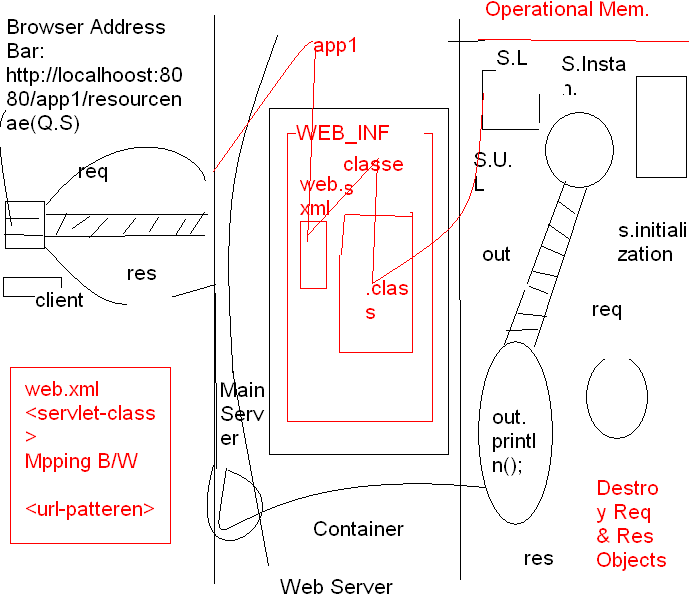 Browser Address
Bar:
http://localhoost:80
80/app1/resourcen
ae(Q.S)
req
res
client
web.xml
<servlet-class
>
Mpping B/W
<url-patteren>
app1
WEB_INF
classe
s
web.
xml
.clas
s
Main
Serv
er
Container
Web Server
Operational Mem.
S.L
S.Insta
n.
S.U.
L
out
s.initiali
zation
req
out.
printl
n();
res
Destro
y Req
& Res
Objects